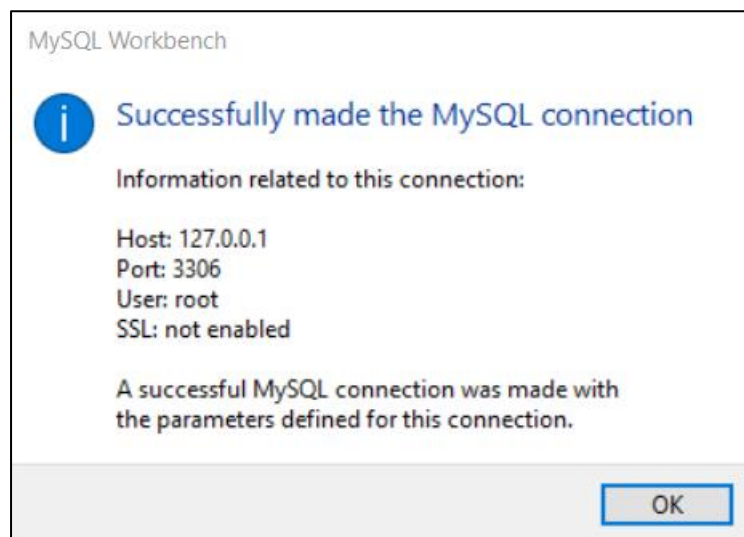 MySQL Workbench
Successfully made the MySQL connection
Information related to this connection:
Host: 127.0.0.1
Port: 3306
User: root
SSL: not enabled
A successful MySQL connection was made with
the parameters defined for this connection.
OK